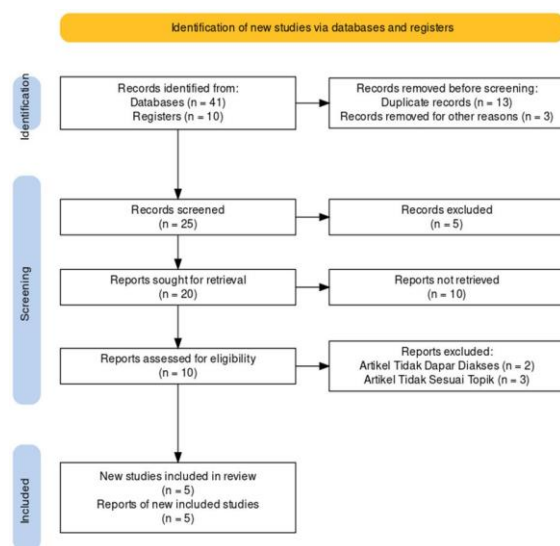 Identification of new studies via databases and registers
Identification
Records identified from:
Databases (n = 41)
Registers (n = 10)
Records removed before screening:
Duplicate records (n = 13)
Records removed for other reasons (n = 3)
Screening
Records screened
(n = 25)
Records excluded
(n = 5)
Reports sought for retrieval
(n = 20)
Reports not retrieved
(n = 10)
Reports assessed for eligibility
(n = 10)
Reports excluded:
Artikel Tidak Dapar Diakses (n = 2)
Artikel Tidak Sesuai Topik (n = 3)
Included
New studies included in review
(n = 5)
Reports of new included studies
(n = 5)